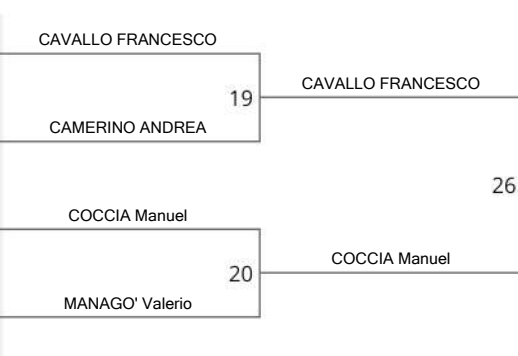 CAVALLO FRANCESCO
19
CAVALLO FRANCESCO
CAMERINO ANDREA
26
COCCIA Manuel
20
COCCIA Manuel
MANAGO' Valerio